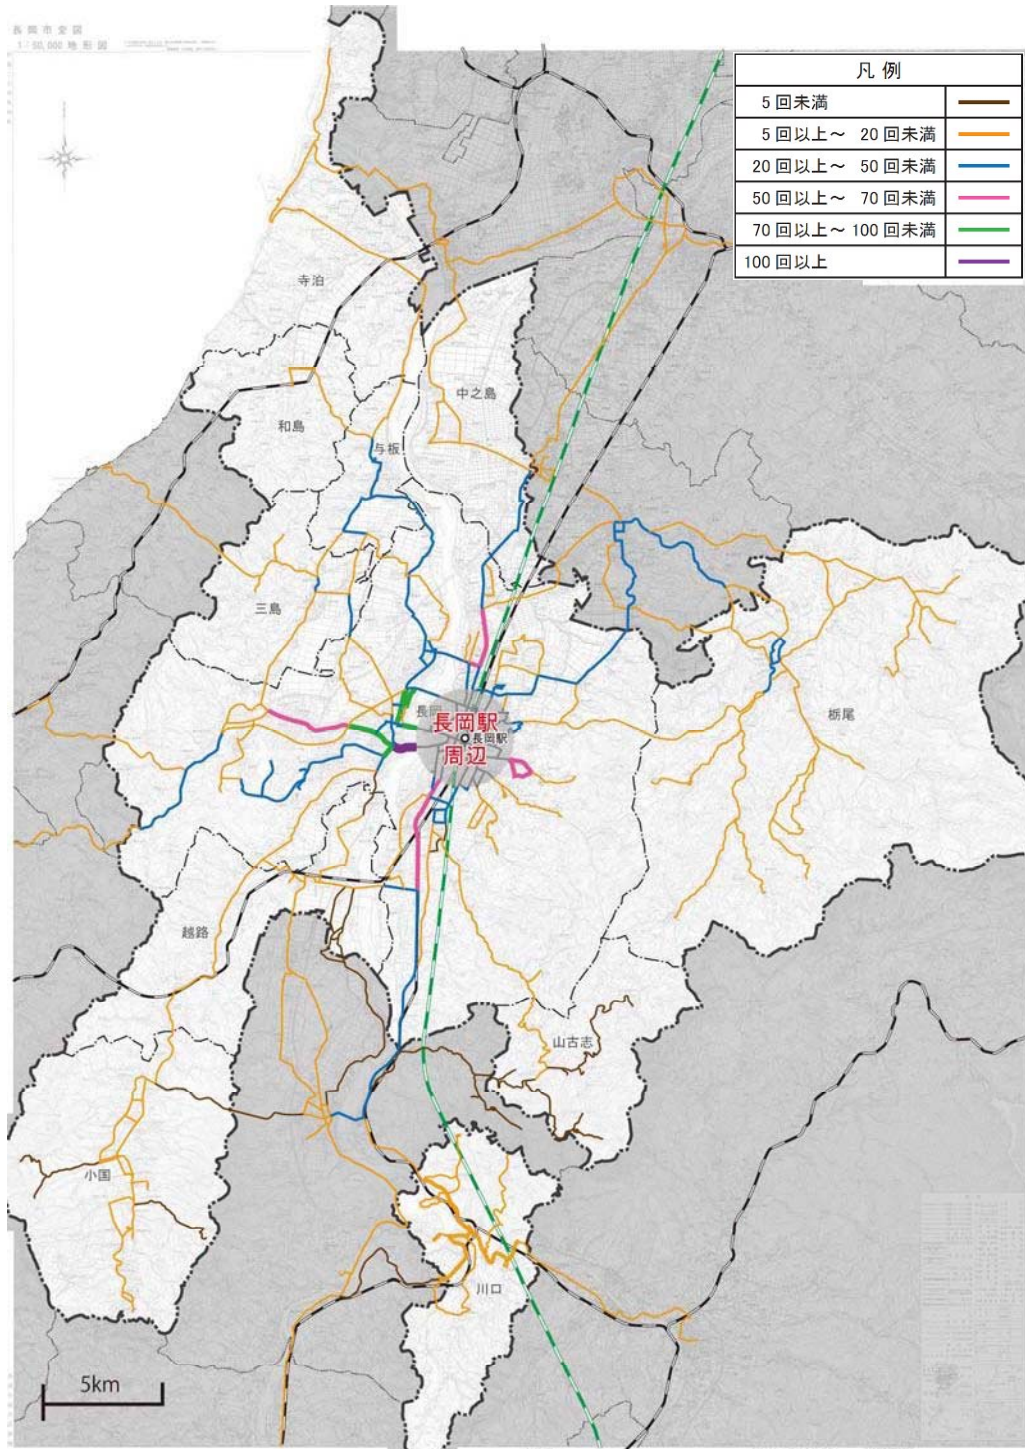 長岡市全図
1:50,000 地形図
凡 例
5 回未満
5 回以上～ 20 回未満
20 回以上～ 50 回未満
50 回以上～ 70 回未満
70 回以上～ 100 回未満
100 回以上
寺泊
中之島
和島
与板
三島
長岡
長岡駅
周辺
長岡駅
栃尾
越路
山古志
小国
川口
5km